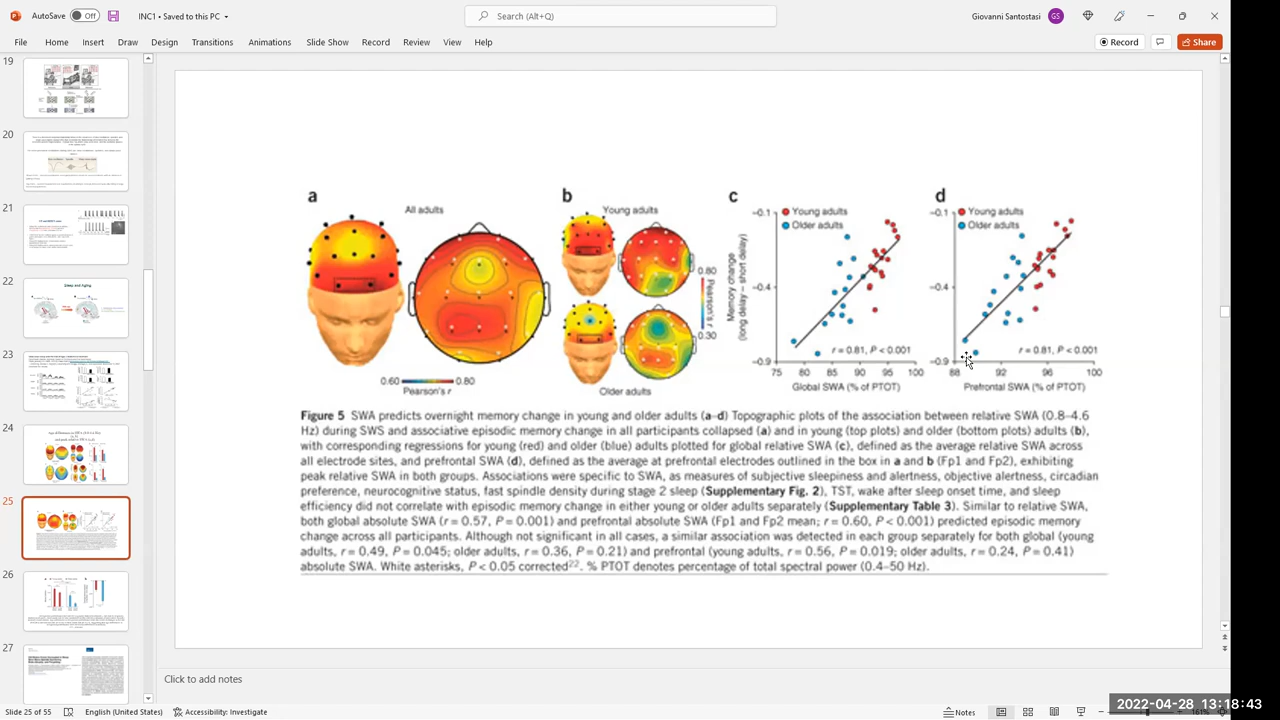 AutoSave
Off
INC1 • Saved to this PC
Search (Alt+Q)
Giovanni Santostasi
GS
File
Home
Insert
Draw
Design
Transitions
Animations
Slide Show
Record
Review
View
Help
Record
Share
19
20
21
22
Sleep and Aging
23
24
25
26
27
a
All adults
0.60
0.80
Pearson's r
b
Young adults
Older adults
0.80
Pearson's r
0.30
c
Young adults
Older adults
Memory change
(long delay – short delay)
–0.1
–0.4
r = 0.81, P < 0.001
75 80 85 90 95 100
Global SWA (% of PTOT)
d
Young adults
Older adults
–0.1
–0.4
r = 0.81, P < 0.001
88 92 96 100
Prefrontal SWA (% of PTOT)
Figure 5 SWA predicts overnight memory change in young and older adults (a–d) Topographic plots of the association between relative SWA (0.8–4.6
Hz) during SWS and associative episodic memory change in all participants collapsed (a) and in young (top plots) and older (bottom plots) adults (b),
with corresponding regressions for young (red) and older (blue) adults plotted for global relative SWA (c), defined as the average relative SWA across
all electrode sites, and prefrontal SWA (d), defined as the average at prefrontal electrodes outlined in the box in a and b (Fp1 and Fp2), exhibiting
peak relative SWA in both groups. Associations were specific to SWA, as measures of subjective sleepiness and alertness, objective alertness, circadian
preference, neurocognitive status, fast spindle density during stage 2 sleep (Supplementary Fig. 2), TST, wake after sleep onset time, and sleep
efficiency did not correlate with episodic memory change in either young or older adults separately (Supplementary Table 3). Similar to relative SWA,
both global absolute SWA (r = P < 0.001) and prefrontal absolute SWA (Fp1 and Fp2 mean; r = 0.60, P < 0.001) predicted episodic memory
change across all participants. Although not significant in all cases, a similar association was detected in each group separately for both global (young
adults, r = 0.49, P = 0.045; older adults, r = 0.36, P = 0.21) and prefrontal (young adults, r = 0.56, P = 0.019; older adults, r = 0.24, P = 0.41)
absolute SWA. White asterisks, P < 0.05 corrected22. % PTOT denotes percentage of total spectral power (0.4–50 Hz).
Click to add notes
Slide 25 of 55
English (United States)
Accessibility: Investigate
Notes
2022-04-28 13:18:43